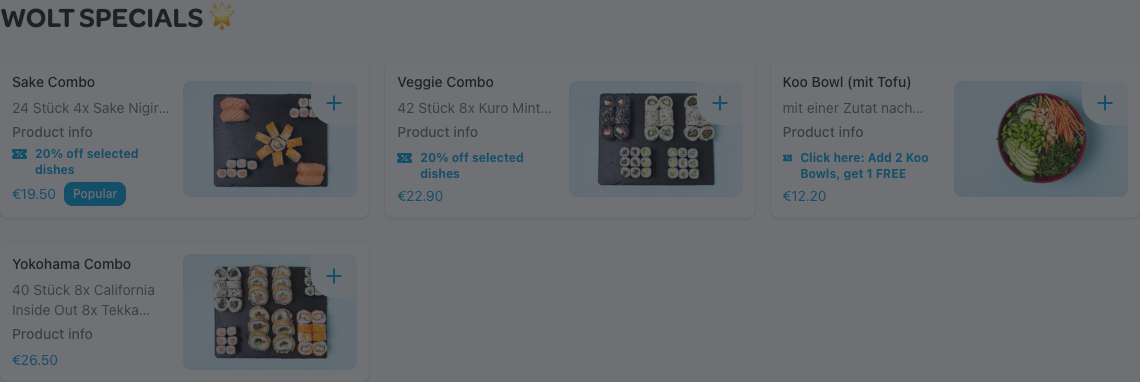 WOLT SPECIALS 🌟
Sake Combo
24 Stück 4x Sake Nigir...
Product info
20% off selected
dishes
€19.50 Popular
Veggie Combo
42 Stück 8x Kuro Mint...
Product info
20% off selected
dishes
€22.90
Koo Bowl (mit Tofu)
mit einer Zutat nach...
Product info
Click here: Add 2 Koo
Bowls, get 1 FREE
€12.20
Yokohama Combo
40 Stück 8x California
Inside Out 8x Tekka...
Product info
€26.50